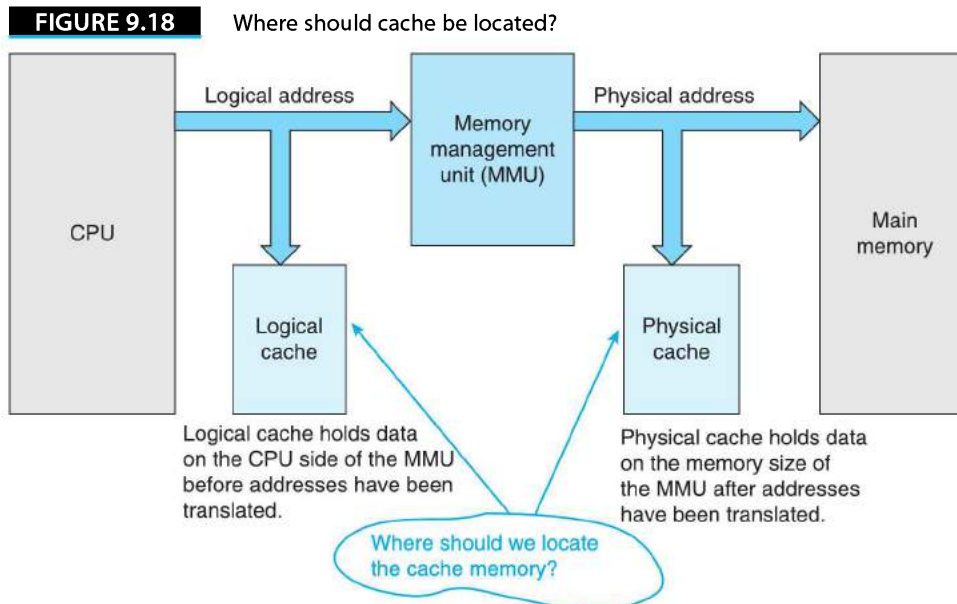 FIGURE 9.18 Where should cache be located?
Logical address
Physical address
Memory
management
unit (MMU)
CPU
Main
memory
Logical
cache
Physical
cache
Logical cache holds data
on the CPU side of the MMU
before addresses have been
translated.
Physical cache holds data
on the memory size of
the MMU after addresses
have been translated.
Where should we locate
the cache memory?